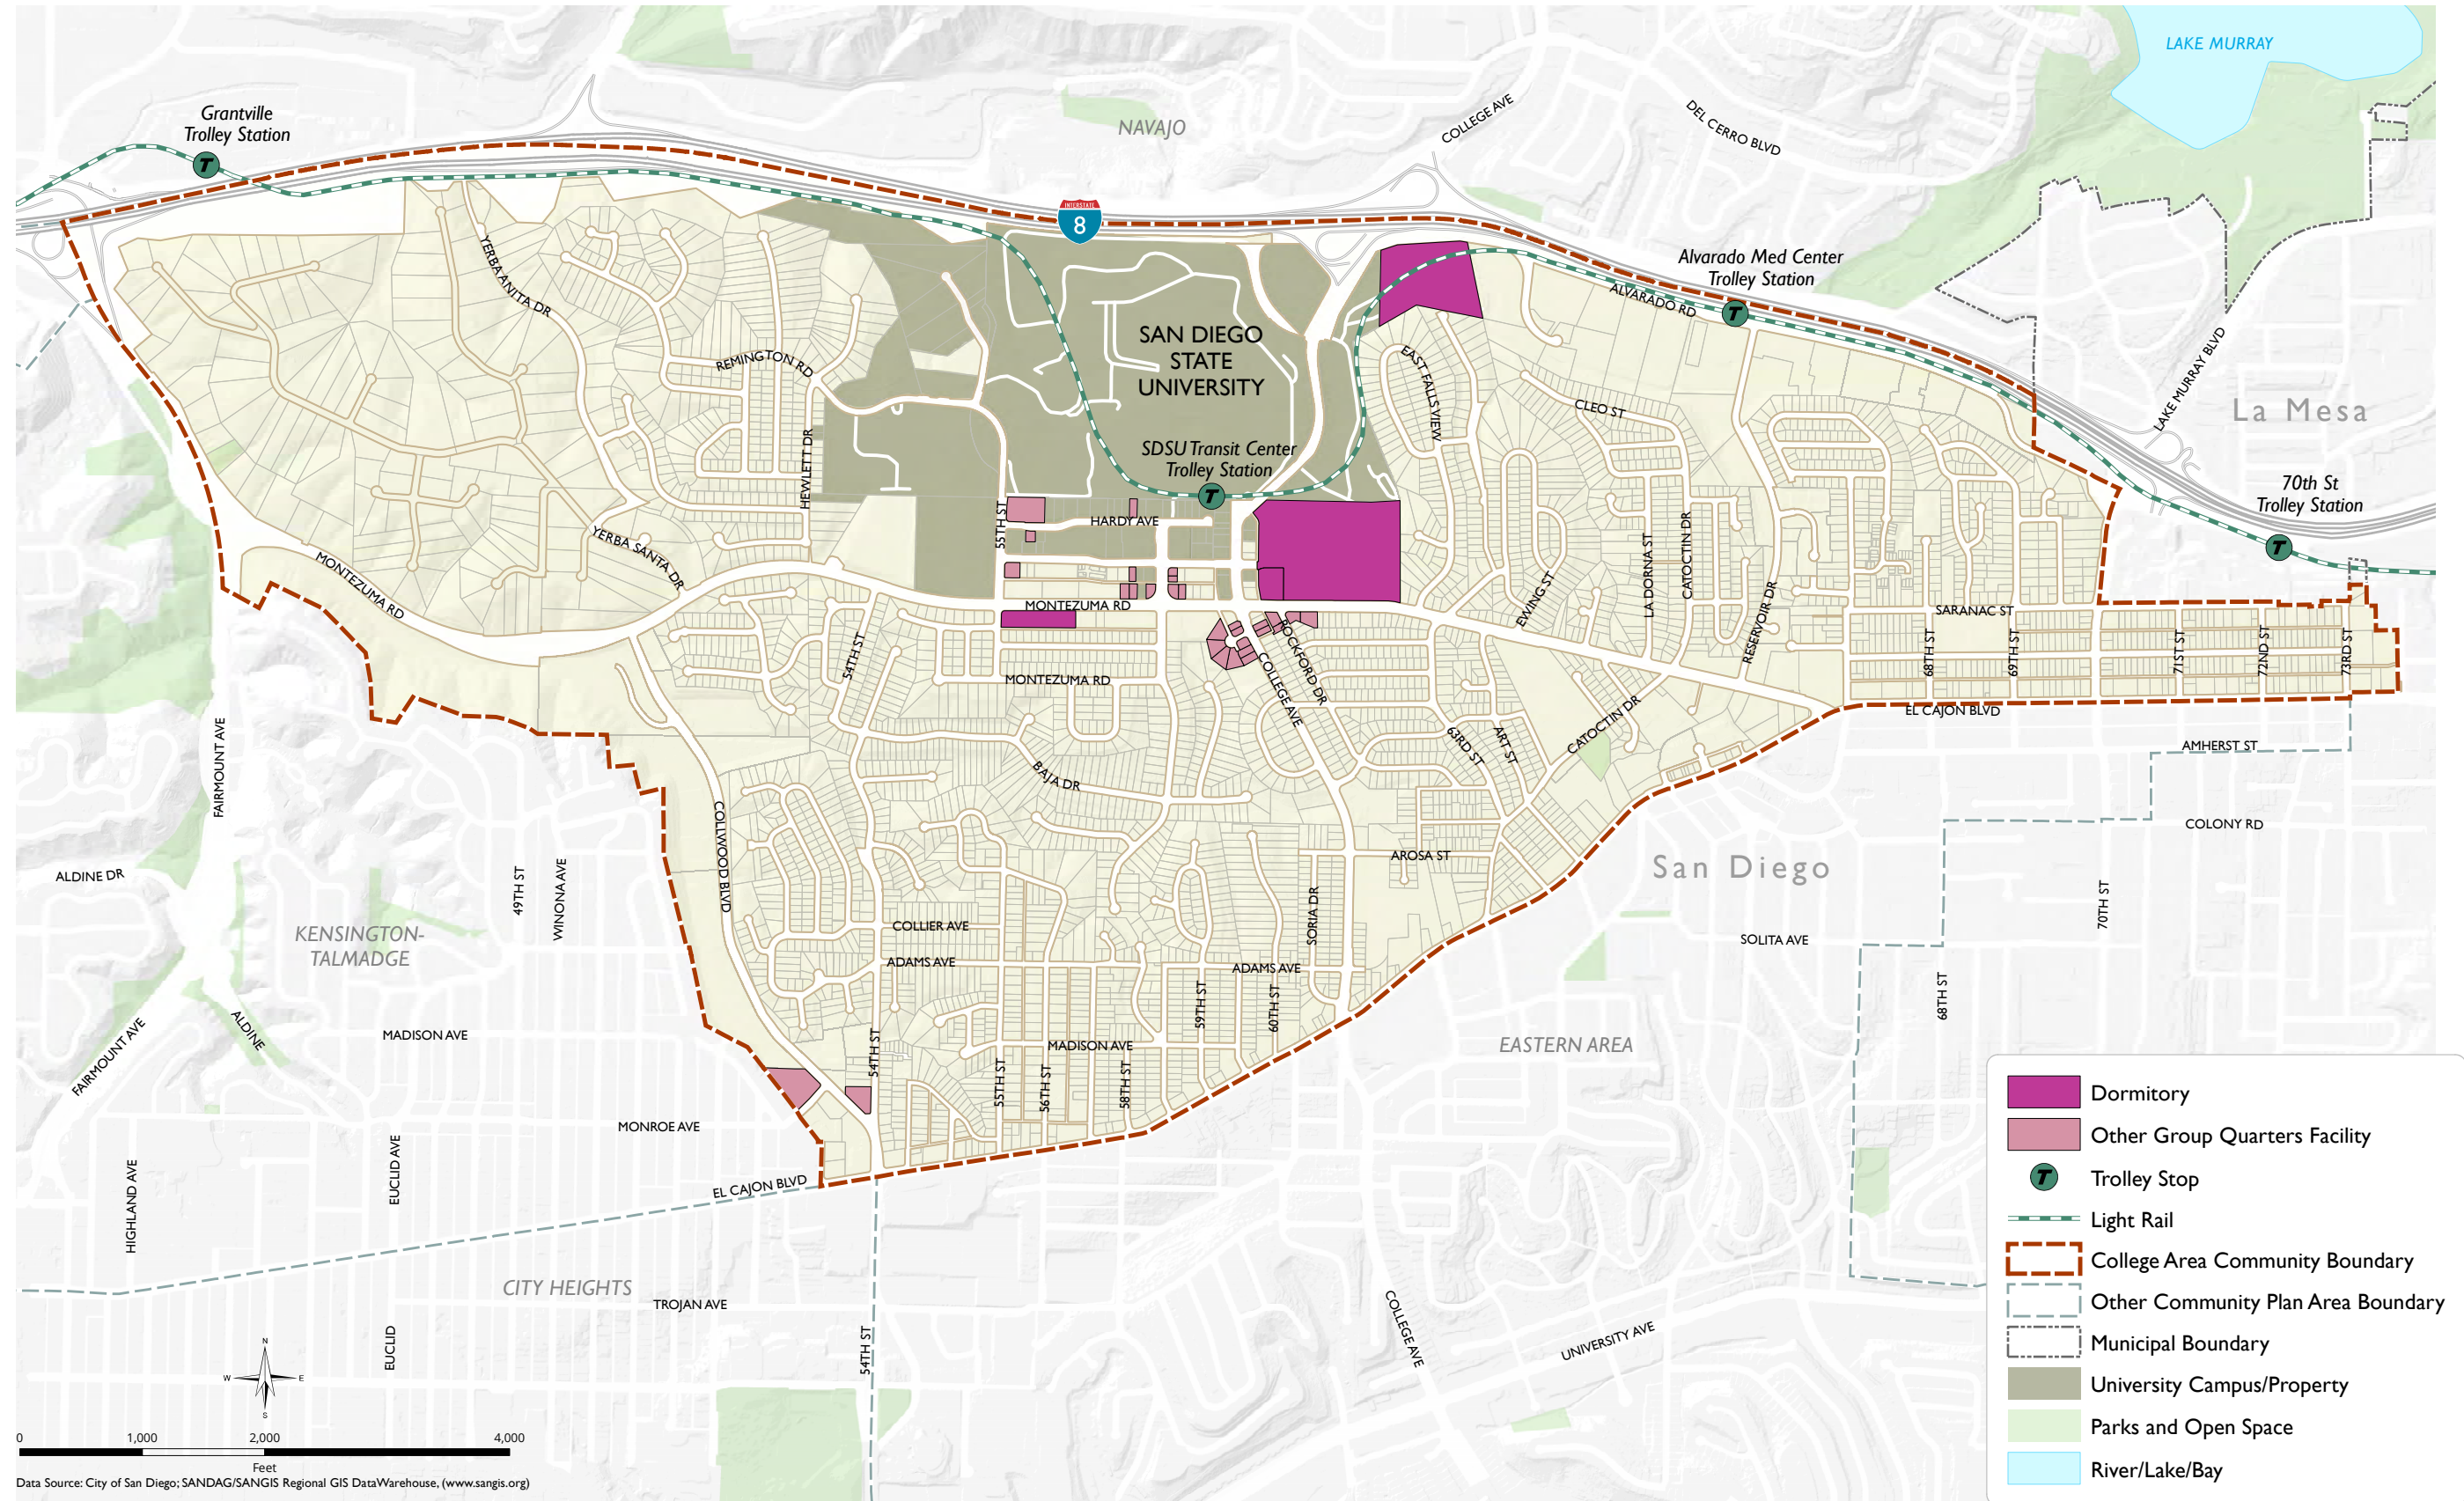 LAKE MURRAY
Grantville
Trolley Station
NAVAJO
COLLEGE AVE
DEL CERRO BLVD
INTERSTATE
8
YERBA ANITA DR
Alvarado Med Center
Trolley Station
ALVARADO RD
SAN DIEGO
STATE
UNIVERSITY
REMINGTON RD
EAST FALLS VIEW
LAKE MURRAY BLVD
La Mesa
CLEO ST
HEWLETT DR
SDSU Transit Center
Trolley Station
70th St
Trolley Station
55TH ST
HARDY AVE
YERBA SANTA DR
MONTEZUMA RD
MONTEZUMA RD
EWING ST
LA DORNA ST
CATOCTIN DR
RESERVOIR DR
SARANAC ST
68TH ST
69TH ST
71ST ST
72ND ST
73RD ST
54TH ST
ROCKFORD DR
COLLEGE AVE
MONTEZUMA RD
63RD ST
ART ST
CATOCTIN DR
EL CAJON BLVD
AMHERST ST
FAIRMOUNT AVE
BAJA DR
COLLWOOD BLVD
COLONY RD
AROSA ST
San Diego
ALDINE DR
49TH ST
WINONA AVE
70TH ST
KENSINGTON-
TALMADGE
COLLIER AVE
SORIA DR
SOLITA AVE
ADAMS AVE
ADAMS AVE
59TH ST
60TH ST
68TH ST
FAIRMOUNT AVE
ALDINE
MADISON AVE
54TH ST
MADISON AVE
EASTERN AREA
55TH ST
56TH ST
58TH ST
MONROE AVE
HIGHLAND AVE
EUCLID AVE
EL CAJON BLVD
CITY HEIGHTS
TROJAN AVE
EUCLID
54TH ST
COLLEGE AVE
UNIVERSITY AVE
N
W
E
S
0
1,000
2,000
4,000
Feet
Data Source: City of San Diego; SANDAG/SANGIS Regional GIS DataWarehouse, (www.sangis.org)
Dormitory
Other Group Quarters Facility
T
Trolley Stop
Light Rail
College Area Community Boundary
Other Community Plan Area Boundary
Municipal Boundary
University Campus/Property
Parks and Open Space
River/Lake/Bay
T
T
T
T